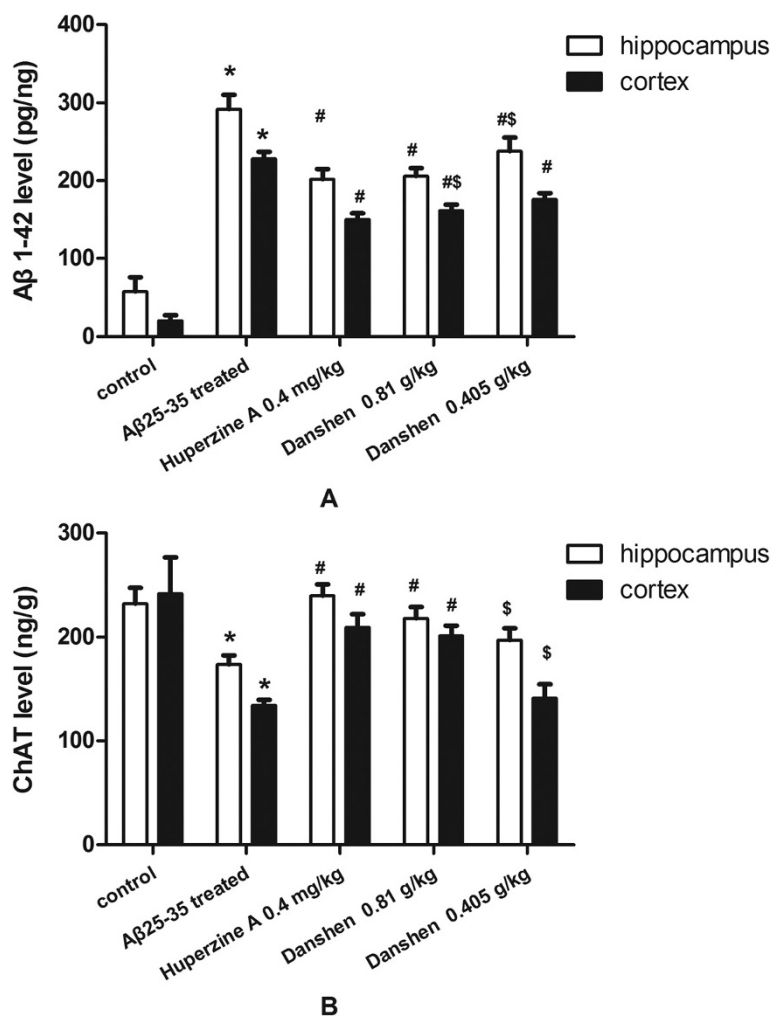 Aβ 1-42 level (pg/ng)
400
300
200
100
0
* * # # # #$ #$ #
hippocampus
cortex
control
Aβ25-35 treated
Huperzine A 0.4 mg/kg
Danshen 0.81 g/kg
Danshen 0.405 g/kg
A
ChAT level (ng/g)
300
200
100
0
* * # # # # $ $
hippocampus
cortex
control
Aβ25-35 treated
Huperzine A 0.4 mg/kg
Danshen 0.81 g/kg
Danshen 0.405 g/kg
B